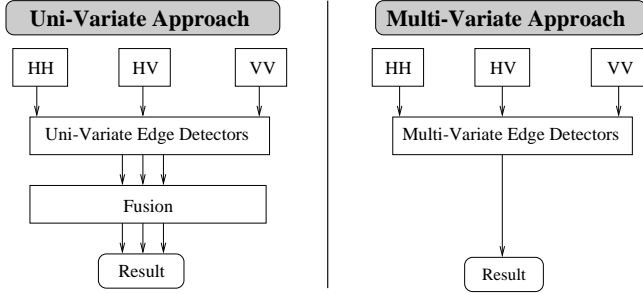 Uni-Variate Approach
HH HV VV
Uni-Variate Edge Detectors
Fusion
Result
Multi-Variate Approach
HH HV VV
Multi-Variate Edge Detectors
Result